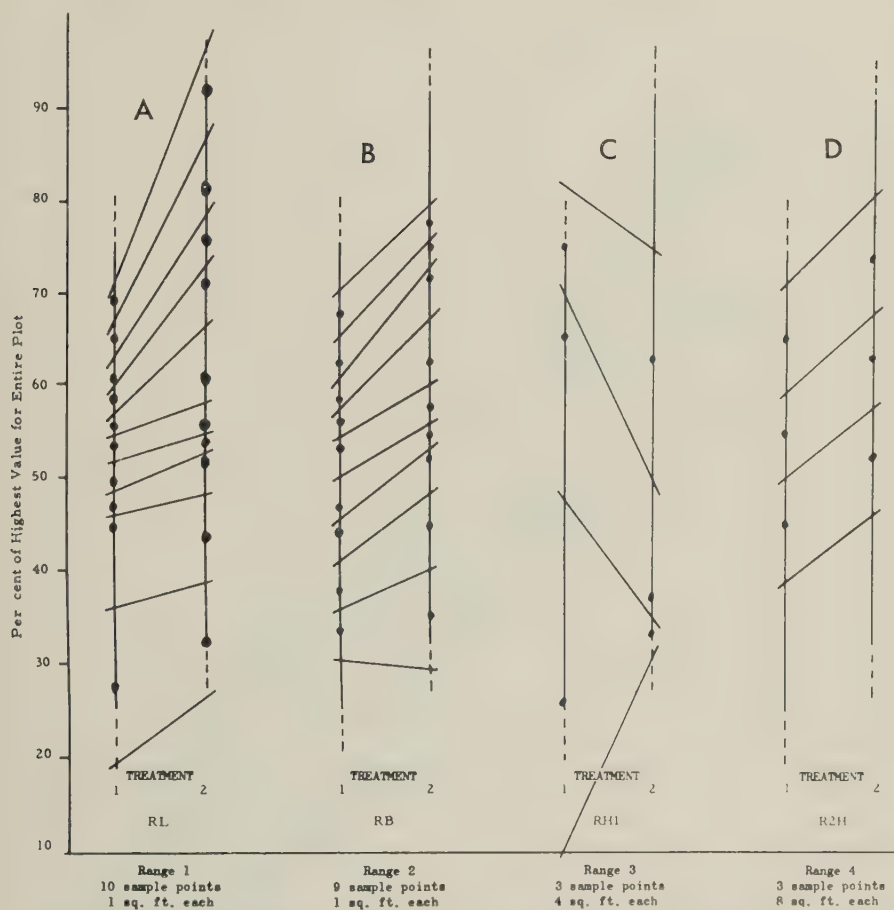 Per cent of Highest Value for Entire Plot
90
80
70
60
50
40
30
20
10
A
B
C
D
TREATMENT
1 2
RL
TREATMENT
1 2
RB
TREATMENT
1 2
RH1
TREATMENT
1 2
R2H
Range 1
10 sample points
1 sq. ft. each
Range 2
9 sample points
1 sq. ft. each
Range 3
3 sample points
4 sq. ft. each
Range 4
3 sample points
8 sq. ft. each